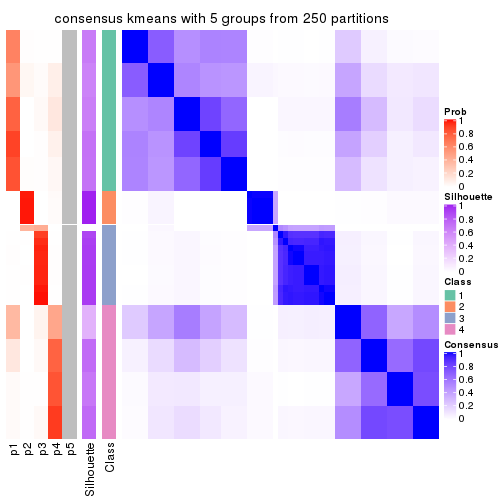 consensus kmeans with 5 groups from 250 partitions
Prob
1
0.8
0.6
0.4
0.2
0
Silhouette
1
0.8
0.6
0.4
0.2
0
Class
1
2
3
4
Consensus
1
0.8
0.6
0.4
0.2
0
p1
p2
p3
p4
p5
Silhouette
Class